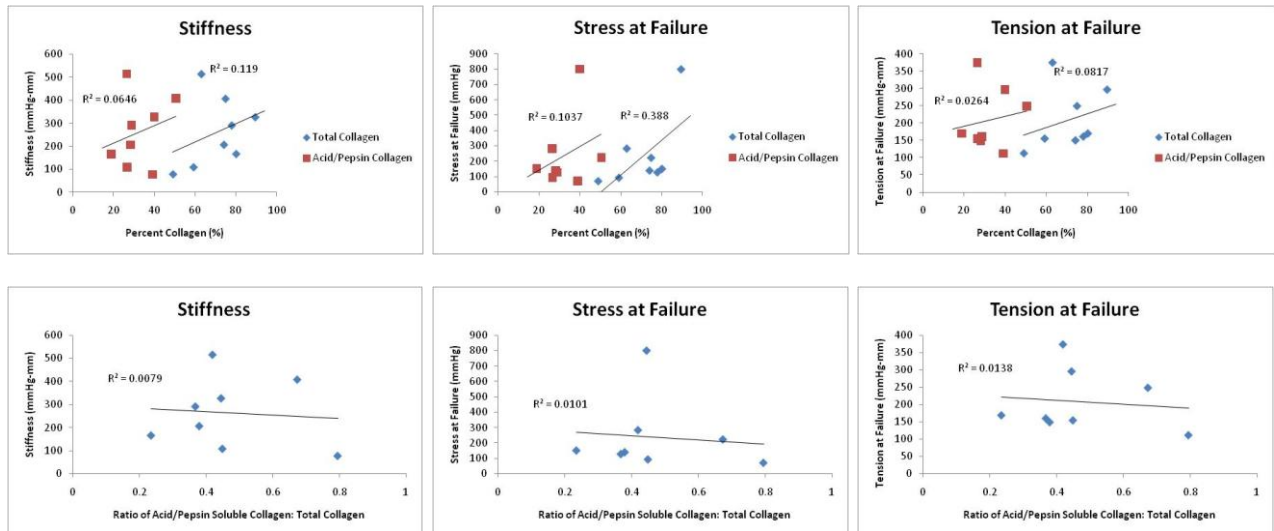 Stiffness
600
500
400
300
200
100
0
Stiffness (mmHg-mm)
R² = 0.0646
R² = 0.119
0 20 40 60 80 100
Percent Collagen (%)
Total Collagen
Acid/Pepsin Collagen
Stress at Failure
900
800
700
600
500
400
300
200
100
0
Stress at Failure (mmHg)
R² = 0.1037
R² = 0.388
0 20 40 60 80 100
Percent Collagen (%)
Total Collagen
Acid/Pepsin Collagen
Tension at Failure
400
350
300
250
200
150
100
50
0
Tension at Failure (mmHg-mm)
R² = 0.0264
R² = 0.0817
0 20 40 60 80 100
Percent Collagen (%)
Total Collagen
Acid/Pepsin Collagen
Stiffness
600
500
400
300
200
100
0
Stiffness (mmHg-mm)
R² = 0.0079
0 0.2 0.4 0.6 0.8 1
Ratio of Acid/Pepsin Soluble Collagen: Total Collagen
Stress at Failure
900
800
700
600
500
400
300
200
100
0
Stress at Failure (mmHg)
R² = 0.0101
0 0.2 0.4 0.6 0.8 1
Ratio of Acid/Pepsin Soluble Collagen: Total Collagen
Tension at Failure
400
350
300
250
200
150
100
50
0
Tension at Failure (mmHg-mm)
R² = 0.0138
0 0.2 0.4 0.6 0.8 1
Ratio of Acid/Pepsin Soluble Collagen: Total Collagen